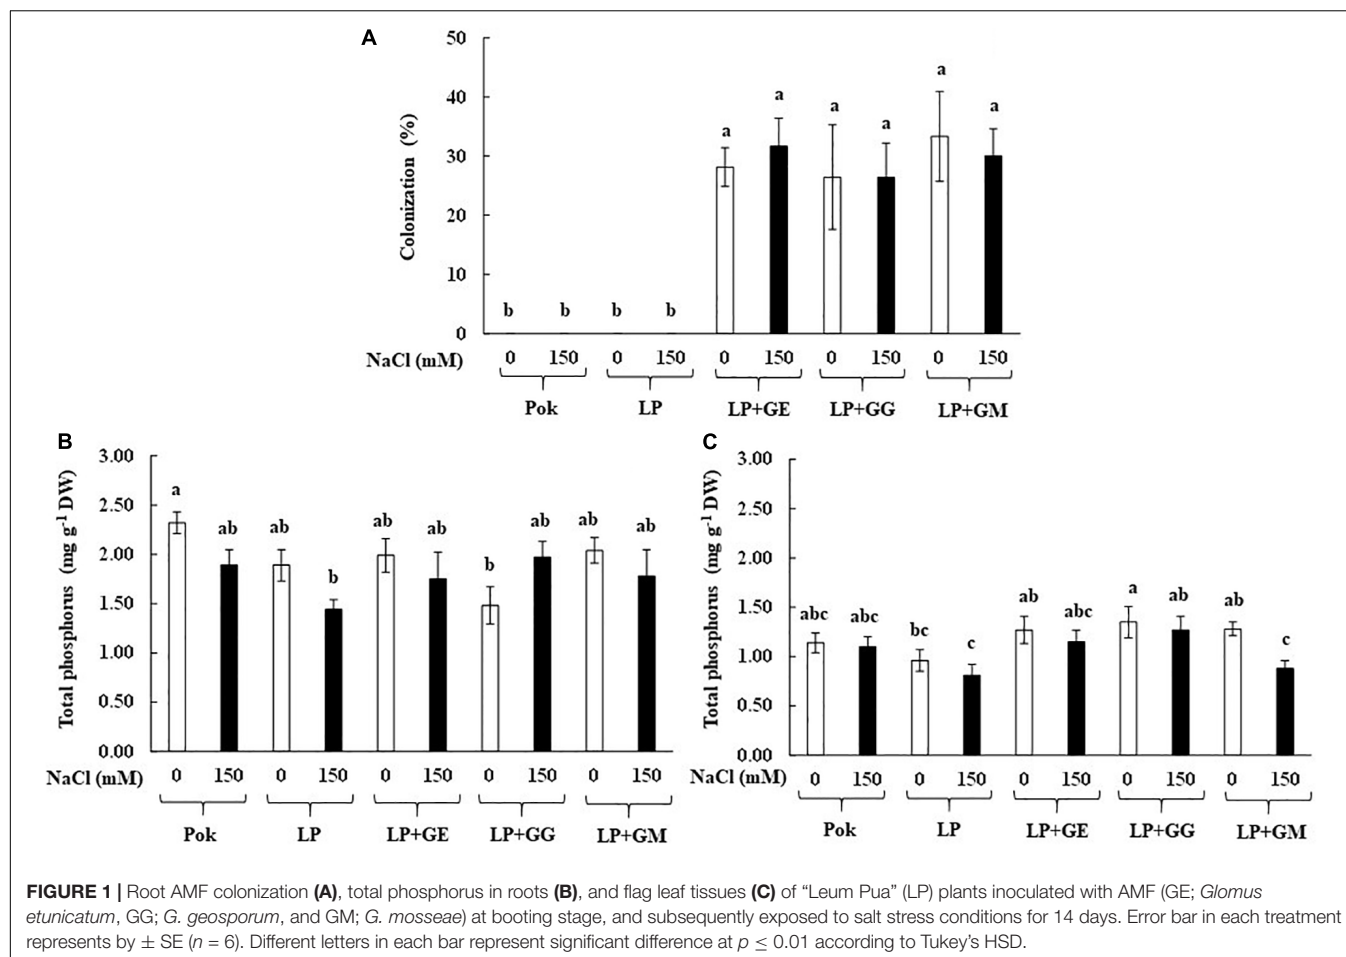 A
50
40
30
20
10
0
Colonization (%)
a a a a a a
b b b b
NaCl (mM) 0 150 0 150 0 150 0 150 0 150
Pok LP LP+GE LP+GG LP+GM
B
3.00
2.50
2.00
1.50
1.00
0.50
0.00
Total phosphorus (mg g-1 DW)
a ab ab b ab ab b ab ab ab
NaCl (mM) 0 150 0 150 0 150 0 150 0 150
Pok LP LP+GE LP+GG LP+GM
C
3.00
2.50
2.00
1.50
1.00
0.50
0.00
Total phosphorus (mg g-1 DW)
abc abc bc c ab abc a ab ab c
NaCl (mM) 0 150 0 150 0 150 0 150 0 150
Pok LP LP+GE LP+GG LP+GM
FIGURE 1 | Root AMF colonization (A), total phosphorus in roots (B), and flag leaf tissues (C) of “Leum Pua” (LP) plants inoculated with AMF (GE; Glomus
etunicatum, GG; G. geosporum, and GM; G. mosseae) at booting stage, and subsequently exposed to salt stress conditions for 14 days. Error bar in each treatment
represents by ± SE (n = 6). Different letters in each bar represent significant difference at p ≤ 0.01 according to Tukey’s HSD.